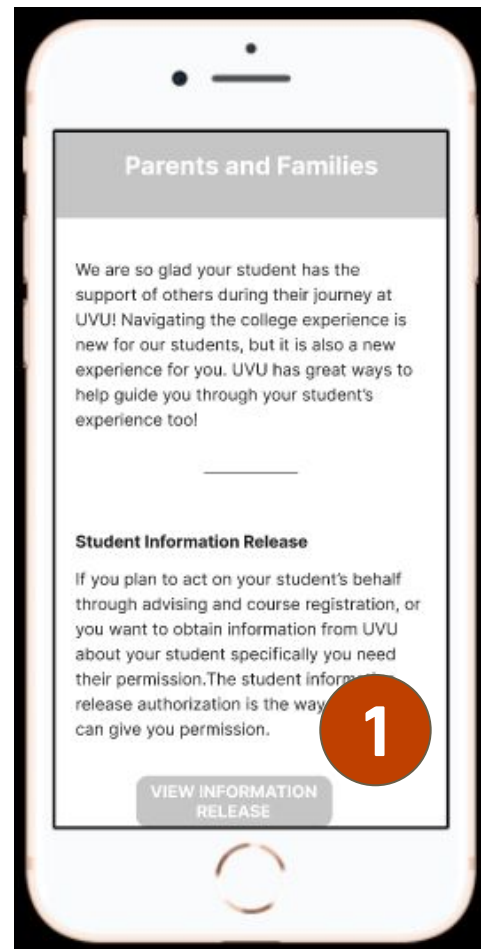 Parents and Families
We are so glad your student has the
support of others during their journey at
UVU! Navigating the college experience is
new for our students, but it is also a new
experience for you. UVU has great ways to
help guide you through your student's
experience too!
Student Information Release
If you plan to act on your student's behalf
through advising and course registration, or
you want to obtain information from UVU
about your student specifically you need
their permission.The student
release authorization is the way
can give you permission.
1
VIEW INFORMATION
RELEASE